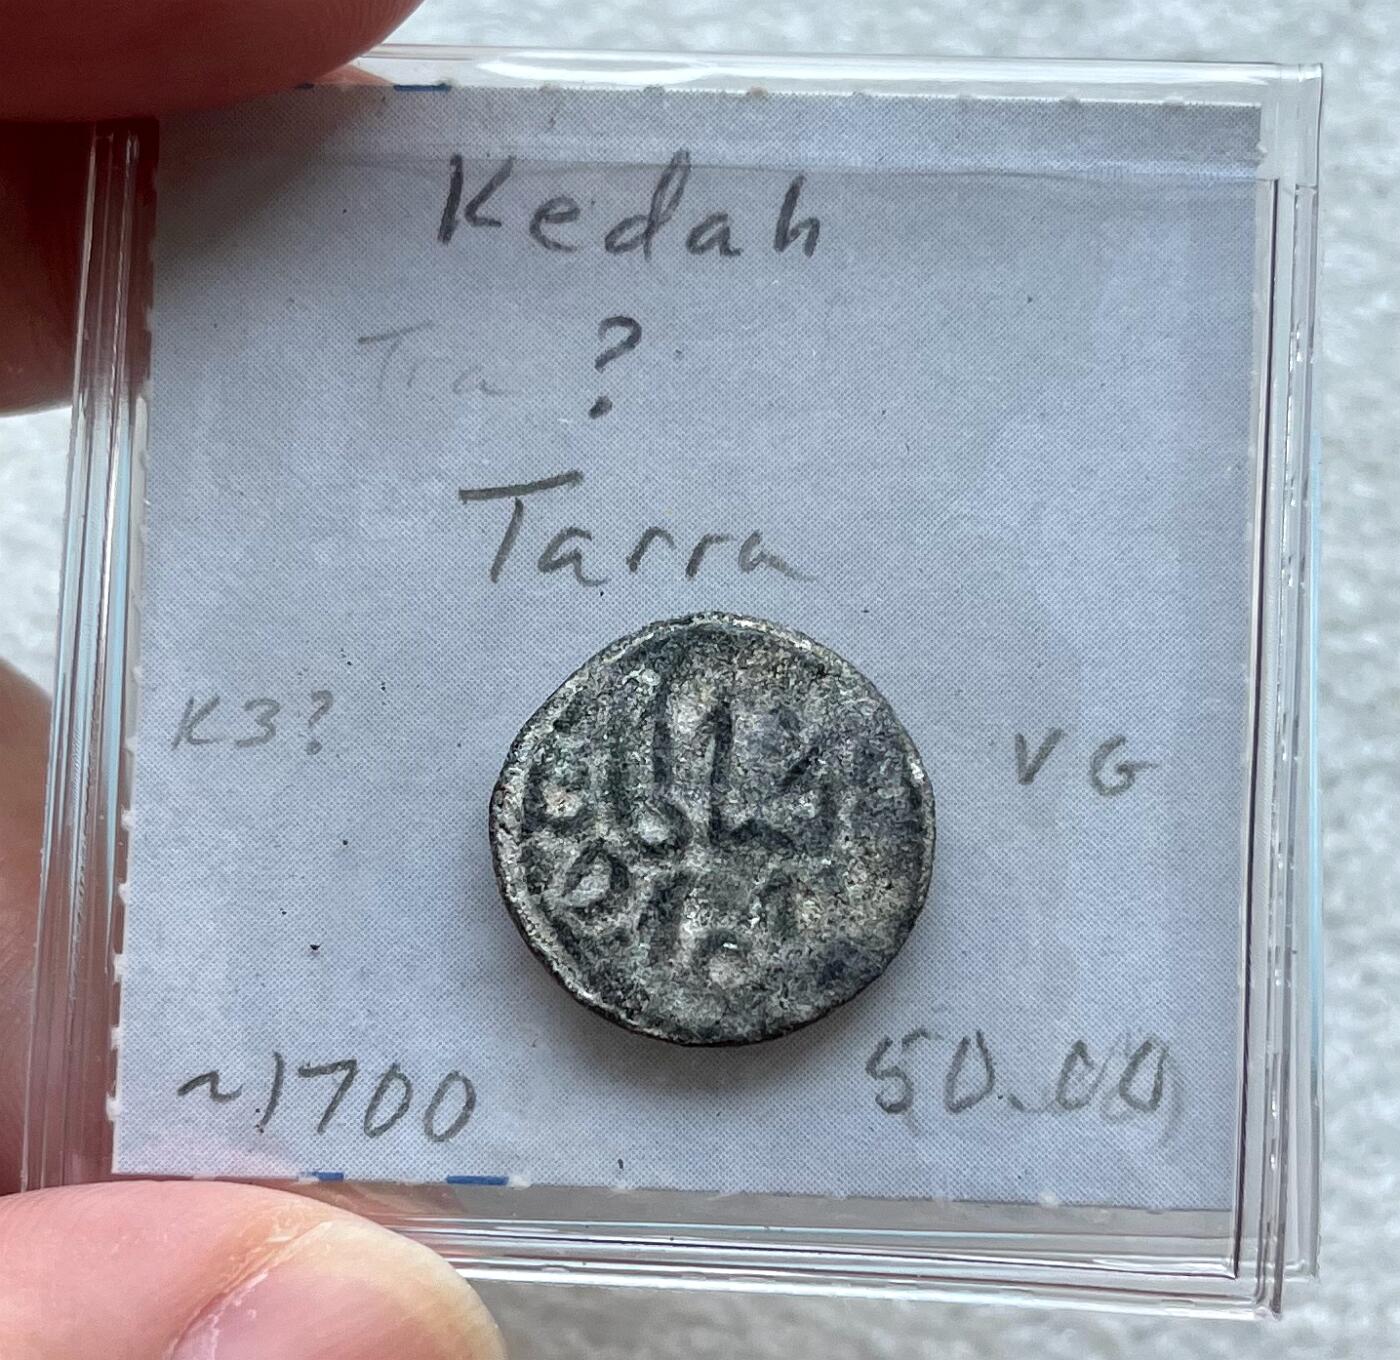 Kedah
Tra ?
Tarra
K3? VG
~1700 50.00